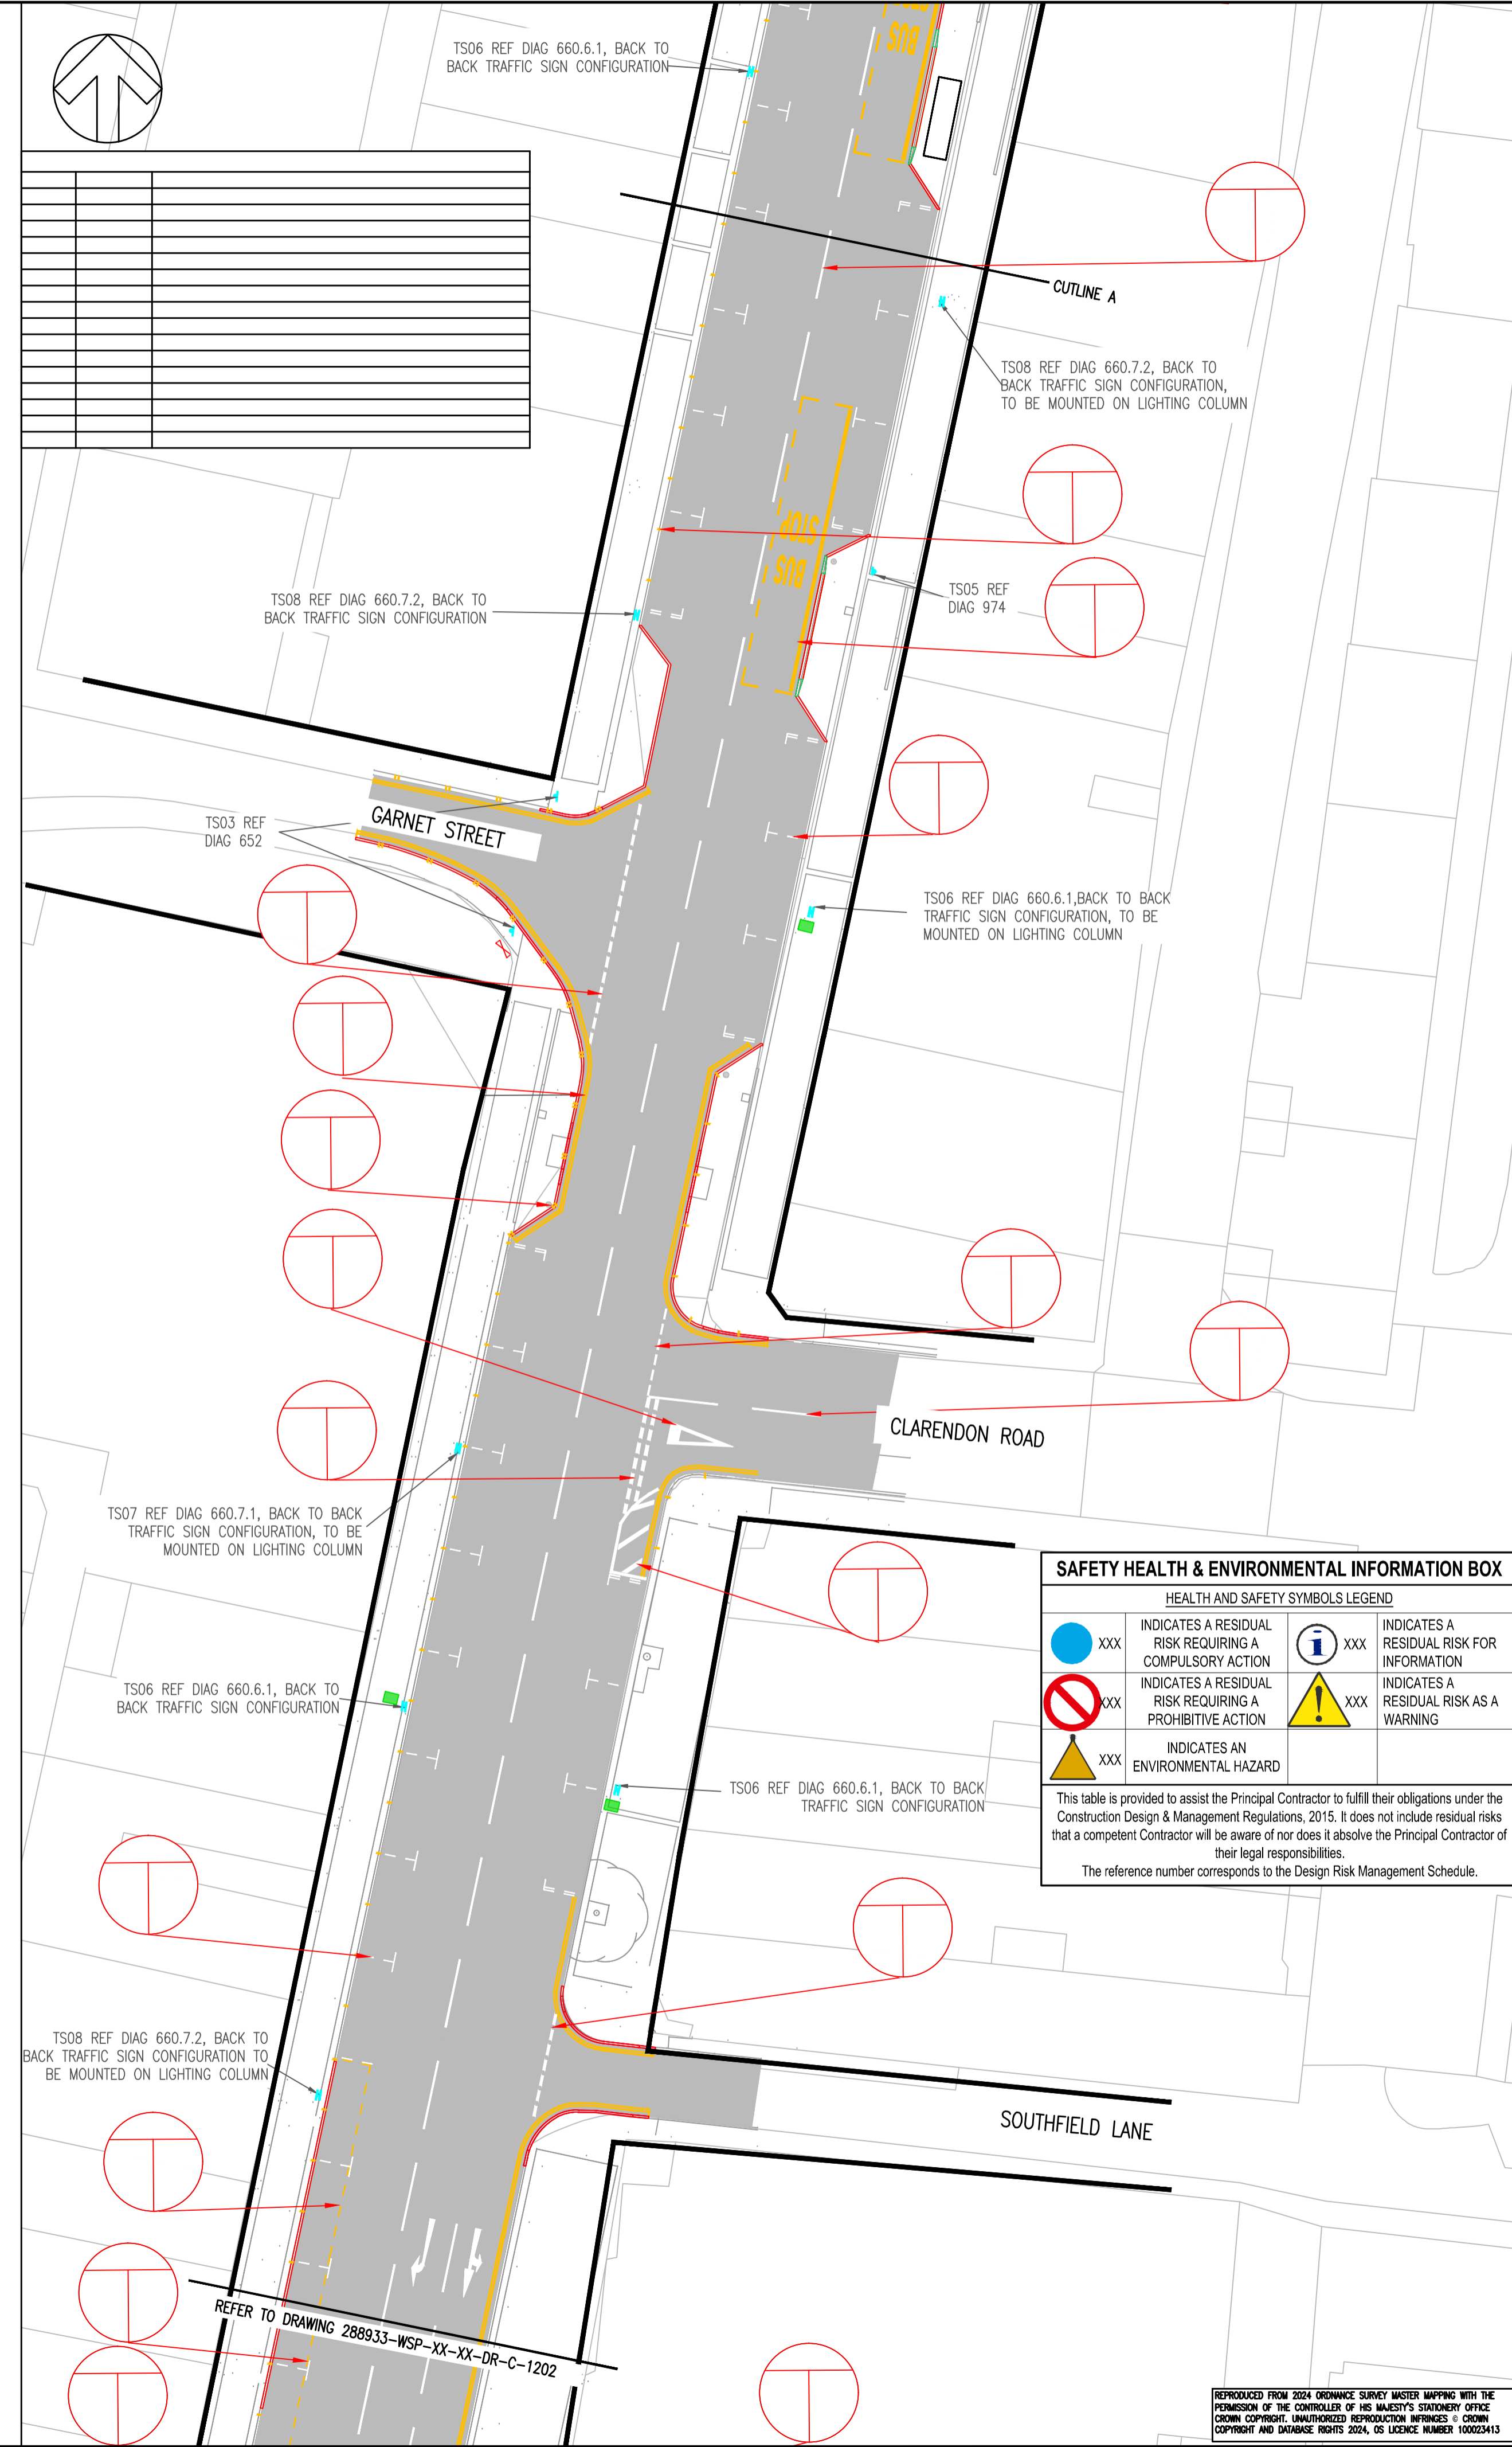 BUS
TS06 REF DIAG 660.6.1, BACK TO
BACK TRAFFIC SIGN CONFIGURATION
CUTLINE A
TS08 REF DIAG 660.7.2, BACK TO
BACK TRAFFIC SIGN CONFIGURATION,
TO BE MOUNTED ON LIGHTING COLUMN
STOP
BUS
TS05 REF
DIAG 974
TS08 REF DIAG 660.7.2, BACK TO
BACK TRAFFIC SIGN CONFIGURATION
GARNET STREET
TS03 REF
DIAG 652
TS06 REF DIAG 660.6.1,BACK TO BACK
TRAFFIC SIGN CONFIGURATION, TO BE
MOUNTED ON LIGHTING COLUMN
CLARENDON ROAD
TS07 REF DIAG 660.7.1, BACK TO BACK
TRAFFIC SIGN CONFIGURATION, TO BE
MOUNTED ON LIGHTING COLUMN
SAFETY HEALTH & ENVIRONMENTAL INFORMATION BOX
HEALTH AND SAFETY SYMBOLS LEGEND
XXX
INDICATES A RESIDUAL
RISK REQUIRING A
COMPULSORY ACTION
i
XXX
INDICATES A
RESIDUAL RISK FOR
INFORMATION
XXX
INDICATES A RESIDUAL
RISK REQUIRING A
PROHIBITIVE ACTION
!
XXX
INDICATES A
RESIDUAL RISK AS A
WARNING
XXX
INDICATES AN
ENVIRONMENTAL HAZARD
This table is provided to assist the Principal Contractor to fulfill their obligations under the
Construction Design & Management Regulations, 2015. It does not include residual risks
that a competent Contractor will be aware of nor does it absolve the Principal Contractor of
their legal responsibilities.
The reference number corresponds to the Design Risk Management Schedule.
TS06 REF DIAG 660.6.1, BACK TO
BACK TRAFFIC SIGN CONFIGURATION
TS06 REF DIAG 660.6.1, BACK TO BACK
TRAFFIC SIGN CONFIGURATION
TS08 REF DIAG 660.7.2, BACK TO
BACK TRAFFIC SIGN CONFIGURATION TO
BE MOUNTED ON LIGHTING COLUMN
SOUTHFIELD LANE
REFER TO DRAWING 288933-WSP-XX-XX-DR-C-1202
REPRODUCED FROM 2024 ORDNANCE SURVEY MASTER MAPPING WITH THE
PERMISSION OF THE CONTROLLER OF HIS MAJESTY'S STATIONERY OFFICE
CROWN COPYRIGHT. UNAUTHORIZED REPRODUCTION INFRINGES © CROWN
COPYRIGHT AND DATABASE RIGHTS 2024, OS LICENCE NUMBER 100023413